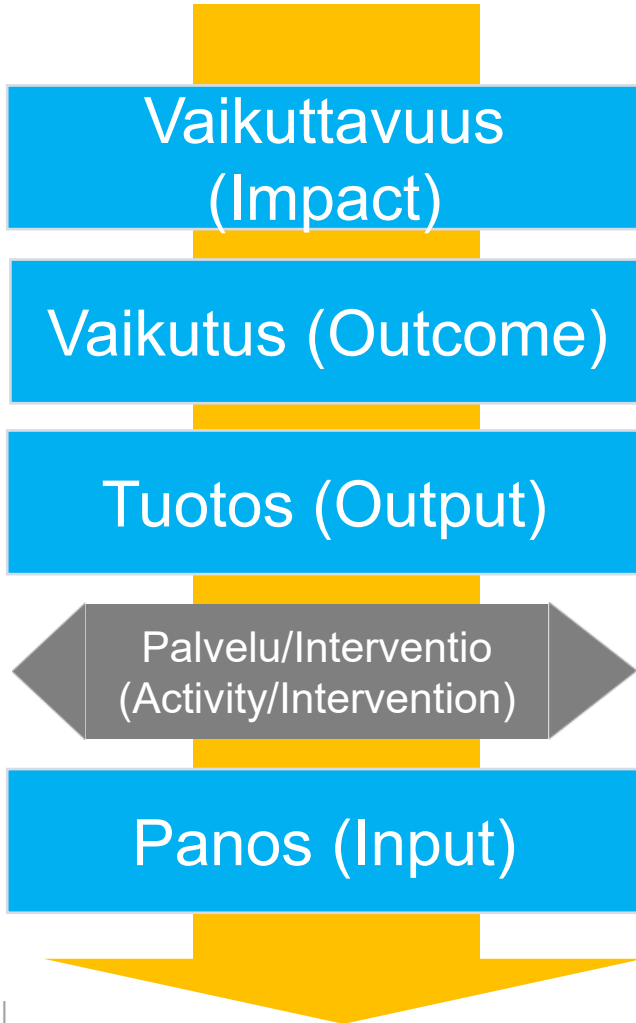 Vaikuttavuus
(Impact)
Vaikutus (Outcome)
Tuotos (Output)
Palvelu/Interventio
(Activity/Intervention)
Panos (Input)